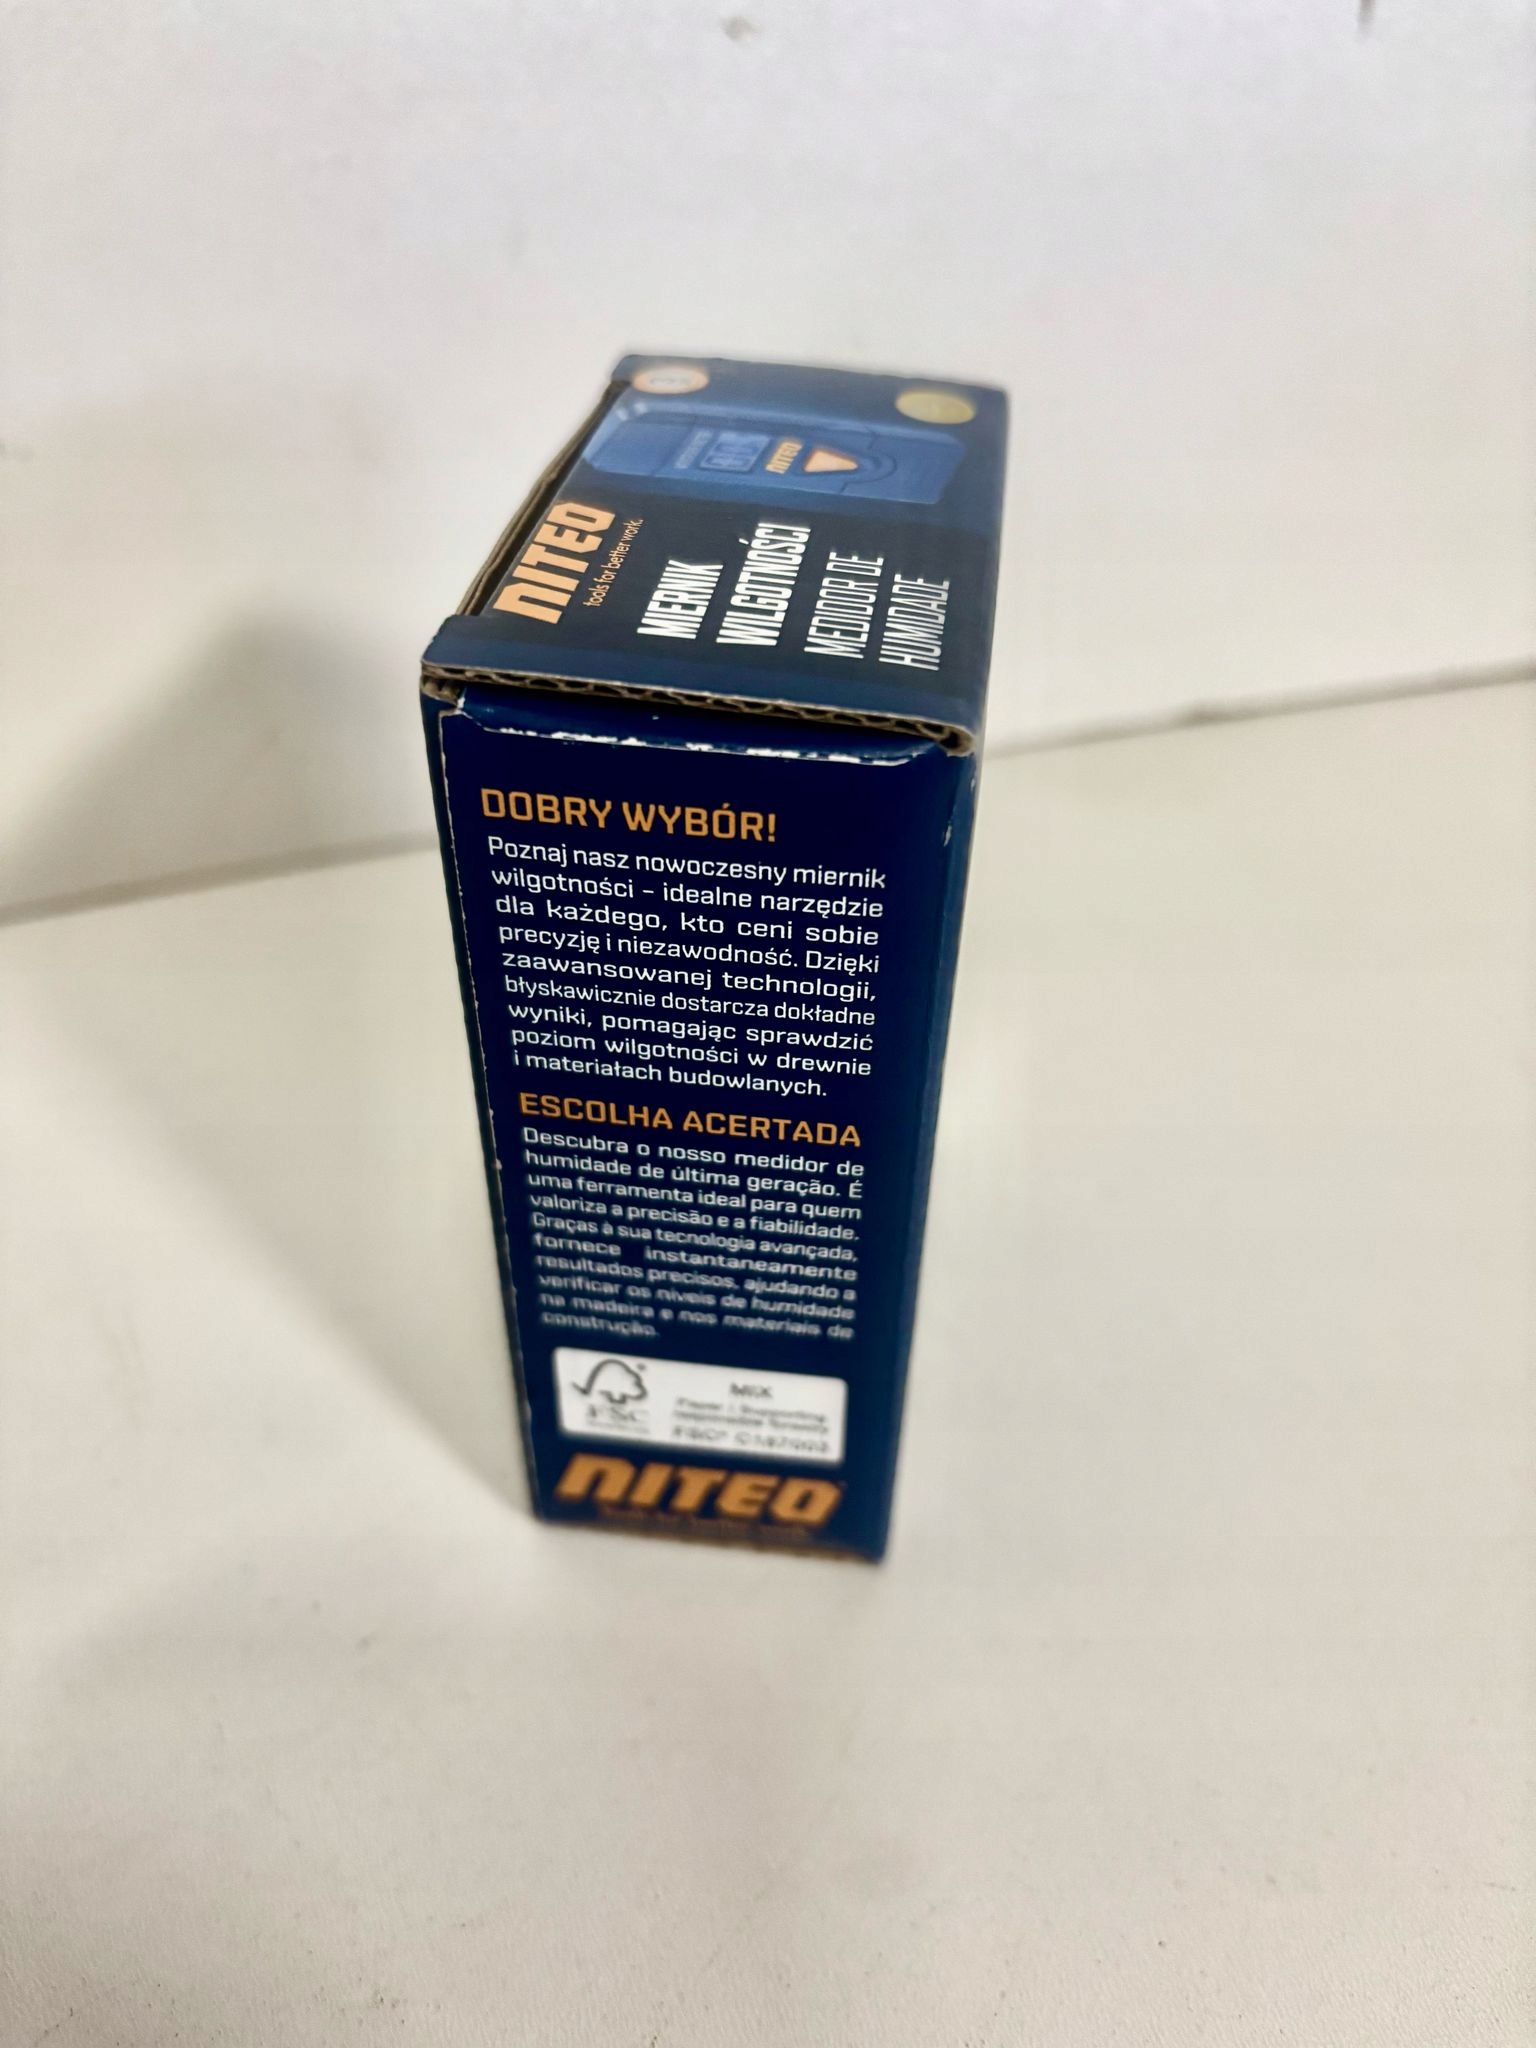 NITEO
tools for better work.
MIERNIK
WILGOTNOŚCI
MEDIDOR DE
HUMIDADE
NITEO
DOBRY WYBÓR!
Poznaj nasz nowoczesny miernik
wilgotności – idealne narzędzie
dla każdego, kto ceni sobie
precyzję i niezawodność. Dzięki
zaawansowanej technologii,
błyskawicznie dostarcza dokładne
wyniki, pomagając sprawdzić
poziom wilgotności w drewnie
i materiałach budowlanych.
ESCOLHA ACERTADA
Descubra o nosso medidor de
humidade de última geração. É
uma ferramenta ideal para quem
valoriza a precisão e a fiabilidade.
Graças à sua tecnologia avançada,
fornece instantaneamente
resultados precisos, ajudando a
verificar os níveis de humidade
na madeira e nos materiais de
construção.
FSC
MIX
Paper | Supporting
responsible forestry
NITEO